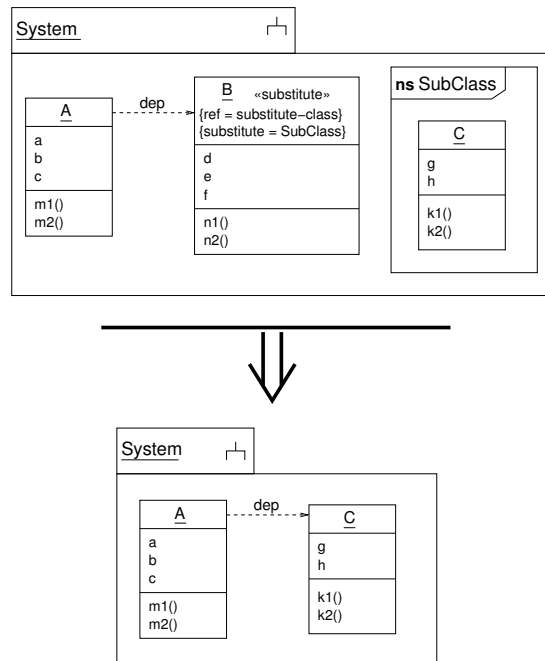 System
A
a
b
c
m1()
m2()
dep
B «substitute»
{ref = substitute−class}
{substitute = SubClass}
d
e
f
n1()
n2()
ns SubClass
C
g
h
k1()
k2()
System
A
a
b
c
m1()
m2()
dep
C
g
h
k1()
k2()